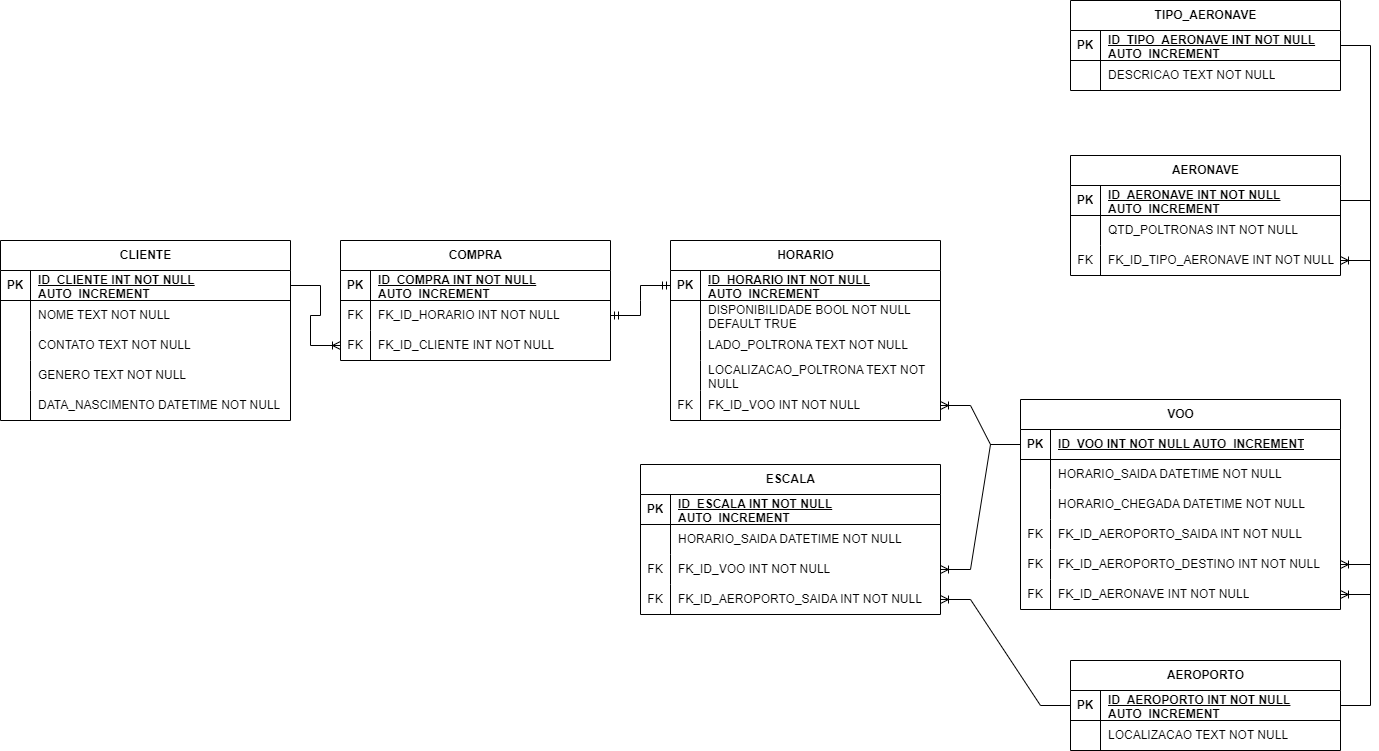 TIPO_AERONAVE
PK
ID_TIPO_AERONAVE INT NOT NULL
AUTO_INCREMENT
DESCRICAO TEXT NOT NULL
AERONAVE
PK
ID_AERONAVE INT NOT NULL
AUTO_INCREMENT
QTD_POLTRONAS INT NOT NULL
FK
FK_ID_TIPO_AERONAVE INT NOT NULL
CLIENTE
PK
ID_CLIENTE INT NOT NULL
AUTO_INCREMENT
NOME TEXT NOT NULL
CONTATO TEXT NOT NULL
GENERO TEXT NOT NULL
DATA_NASCIMENTO DATETIME NOT NULL
COMPRA
PK
ID_COMPRA INT NOT NULL
AUTO_INCREMENT
FK
FK_ID_HORARIO INT NOT NULL
FK
FK_ID_CLIENTE INT NOT NULL
HORARIO
PK
ID_HORARIO INT NOT NULL
AUTO_INCREMENT
DISPONIBILIDADE BOOL NOT NULL
DEFAULT TRUE
LADO_POLTRONA TEXT NOT NULL
LOCALIZACAO_POLTRONA TEXT NOT
NULL
FK
FK_ID_VOO INT NOT NULL
VOO
PK
ID_VOO INT NOT NULL AUTO_INCREMENT
HORARIO_SAIDA DATETIME NOT NULL
HORARIO_CHEGADA DATETIME NOT NULL
FK
FK_ID_AEROPORTO_SAIDA INT NOT NULL
FK
FK_ID_AEROPORTO_DESTINO INT NOT NULL
FK
FK_ID_AERONAVE INT NOT NULL
ESCALA
PK
ID_ESCALA INT NOT NULL
AUTO_INCREMENT
HORARIO_SAIDA DATETIME NOT NULL
FK
FK_ID_VOO INT NOT NULL
FK
FK_ID_AEROPORTO_SAIDA INT NOT NULL
AEROPORTO
PK
ID_AEROPORTO INT NOT NULL
AUTO_INCREMENT
LOCALIZACAO TEXT NOT NULL